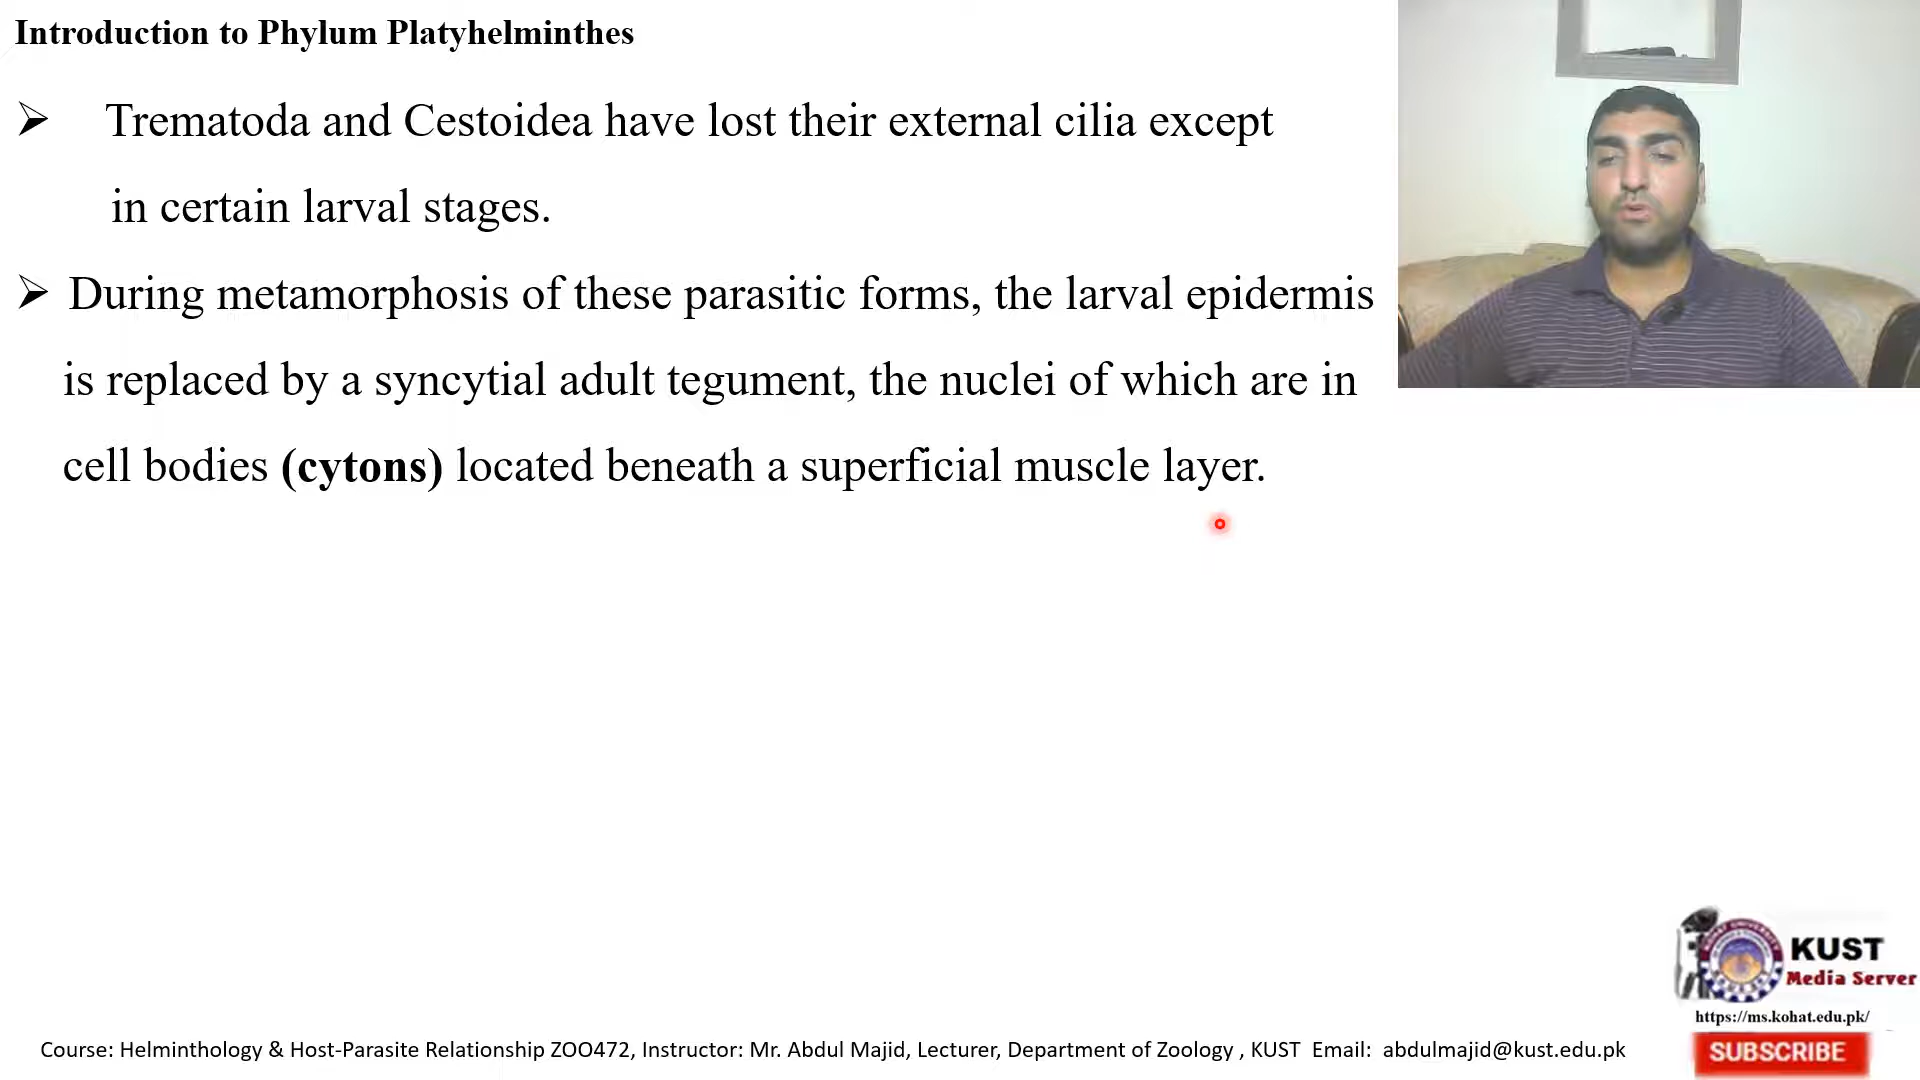 Introduction to Phylum Platyhelminthes
➢ Trematoda and Cestoidea have lost their external cilia except
in certain larval stages.
➢ During metamorphosis of these parasitic forms, the larval epidermis
is replaced by a syncytial adult tegument, the nuclei of which are in
cell bodies (cytons) located beneath a superficial muscle layer.
KUST
Media Server
https://ms.kohat.edu.pk/
Course: Helminthology & Host-Parasite Relationship ZOO472, Instructor: Mr. Abdul Majid, Lecturer, Department of Zoology , KUST Email: abdulmajid@kust.edu.pk
SUBSCRIBE